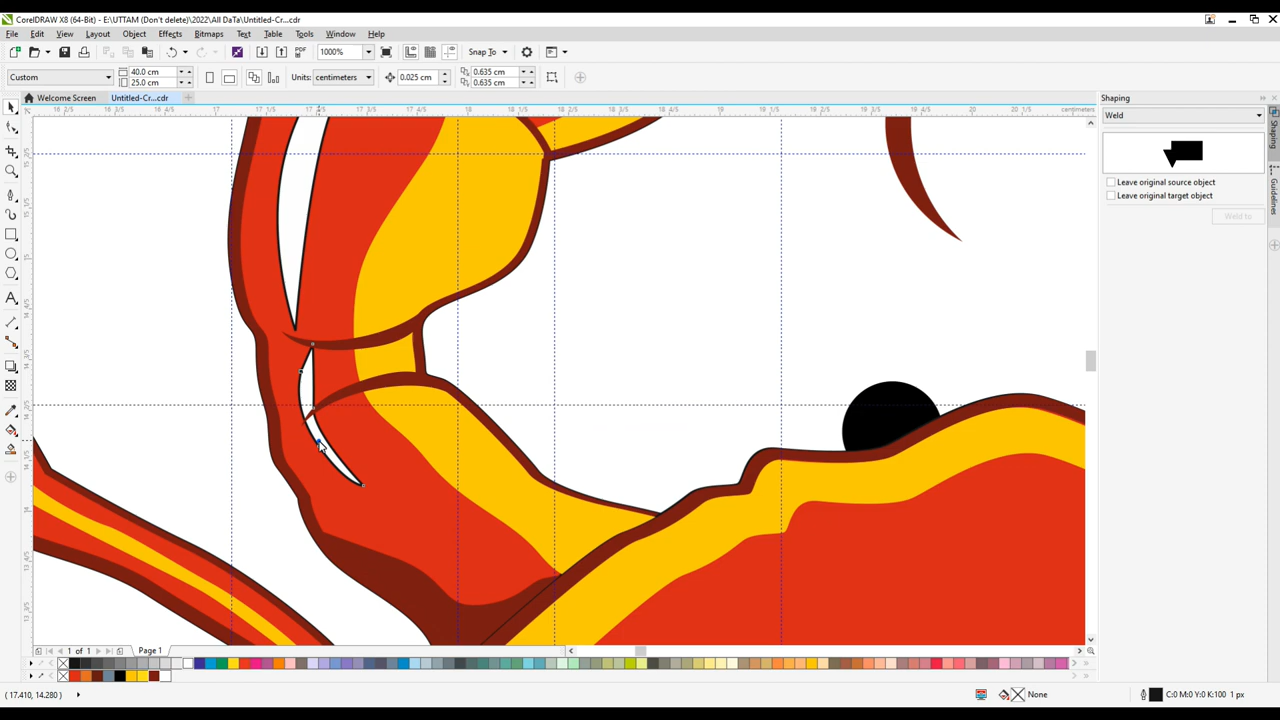 CorelDRAW X8 (64-Bit) - E:\UTTAM (Don't delete)\2022\All DaTa\Untitled-Cr...cdr
File Edit View Layout Object Effects Bitmaps Text Table Tools Window Help
PDF 1000% Snap To
Custom 40.0 cm 25.0 cm Units: centimeters 0.025 cm 0.635 cm 0.635 cm
Welcome Screen Untitled-Cr...cdr
centimeters
Shaping
Weld
Leave original source object
Leave original target object
Weld to
Shaping
Guidelines
1 of 1 Page 1
( 17.410, 14.280 ) None C:0 M:0 Y:0 K:100 1 px